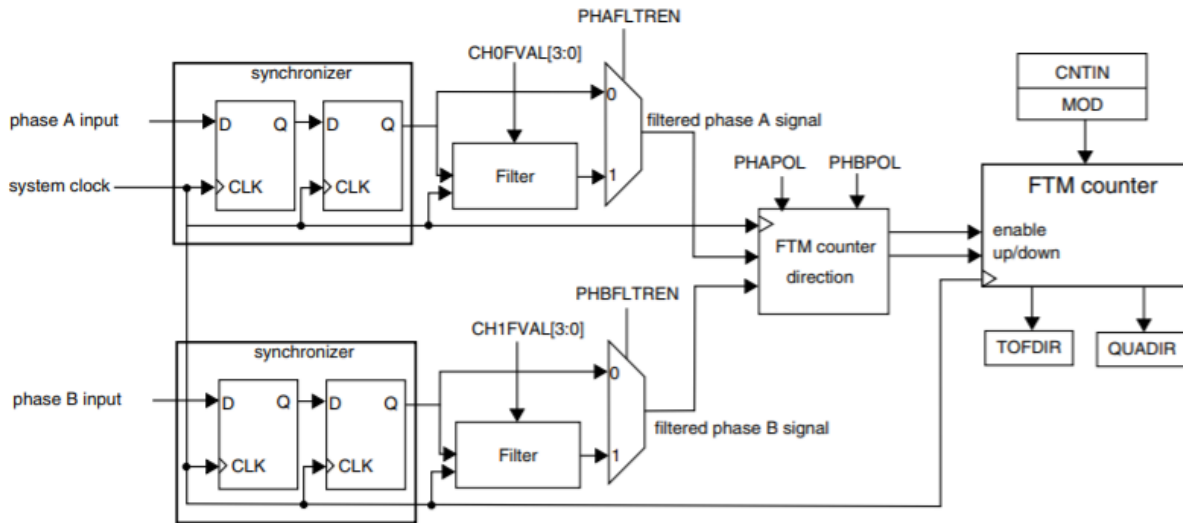 PHAFLTREN
CH0FVAL[3:0]
synchronizer
CNTIN
MOD
phase A input
D Q D Q
0
filtered phase A signal
system clock
CLK CLK
Filter
1
PHAPOL PHBPOL
FTM counter
enable
up/down
FTM counter
direction
PHBFLTREN
CH1FVAL[3:0]
synchronizer
TOFDIR QUADIR
phase B input
D Q D Q
0
filtered phase B signal
CLK CLK
Filter
1